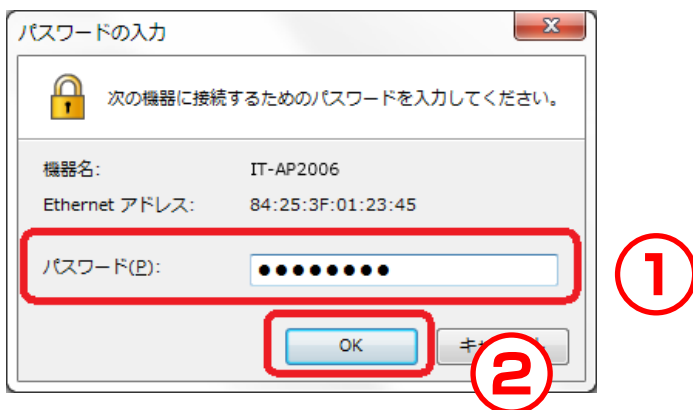 パスワードの入力
次の機器に接続するためのパスワードを入力してください。
機器名: IT-AP2006
Ethernet アドレス: 84:25:3F:01:23:45
パスワード(P): ●●●●●●●●
①
OK
②